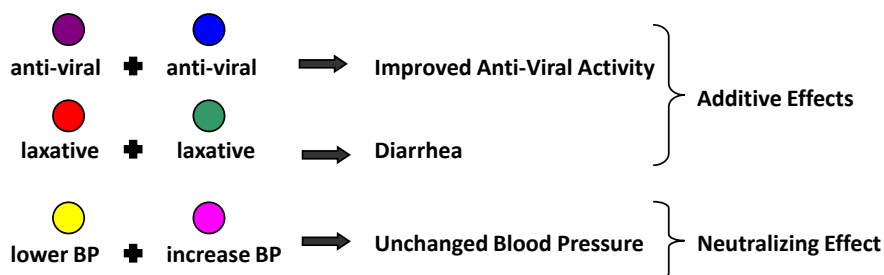 anti-viral + anti-viral Improved Anti-Viral Activity
Additive Effects
laxative + laxative Diarrhea
lower BP + increase BP Unchanged Blood Pressure Neutralizing Effect